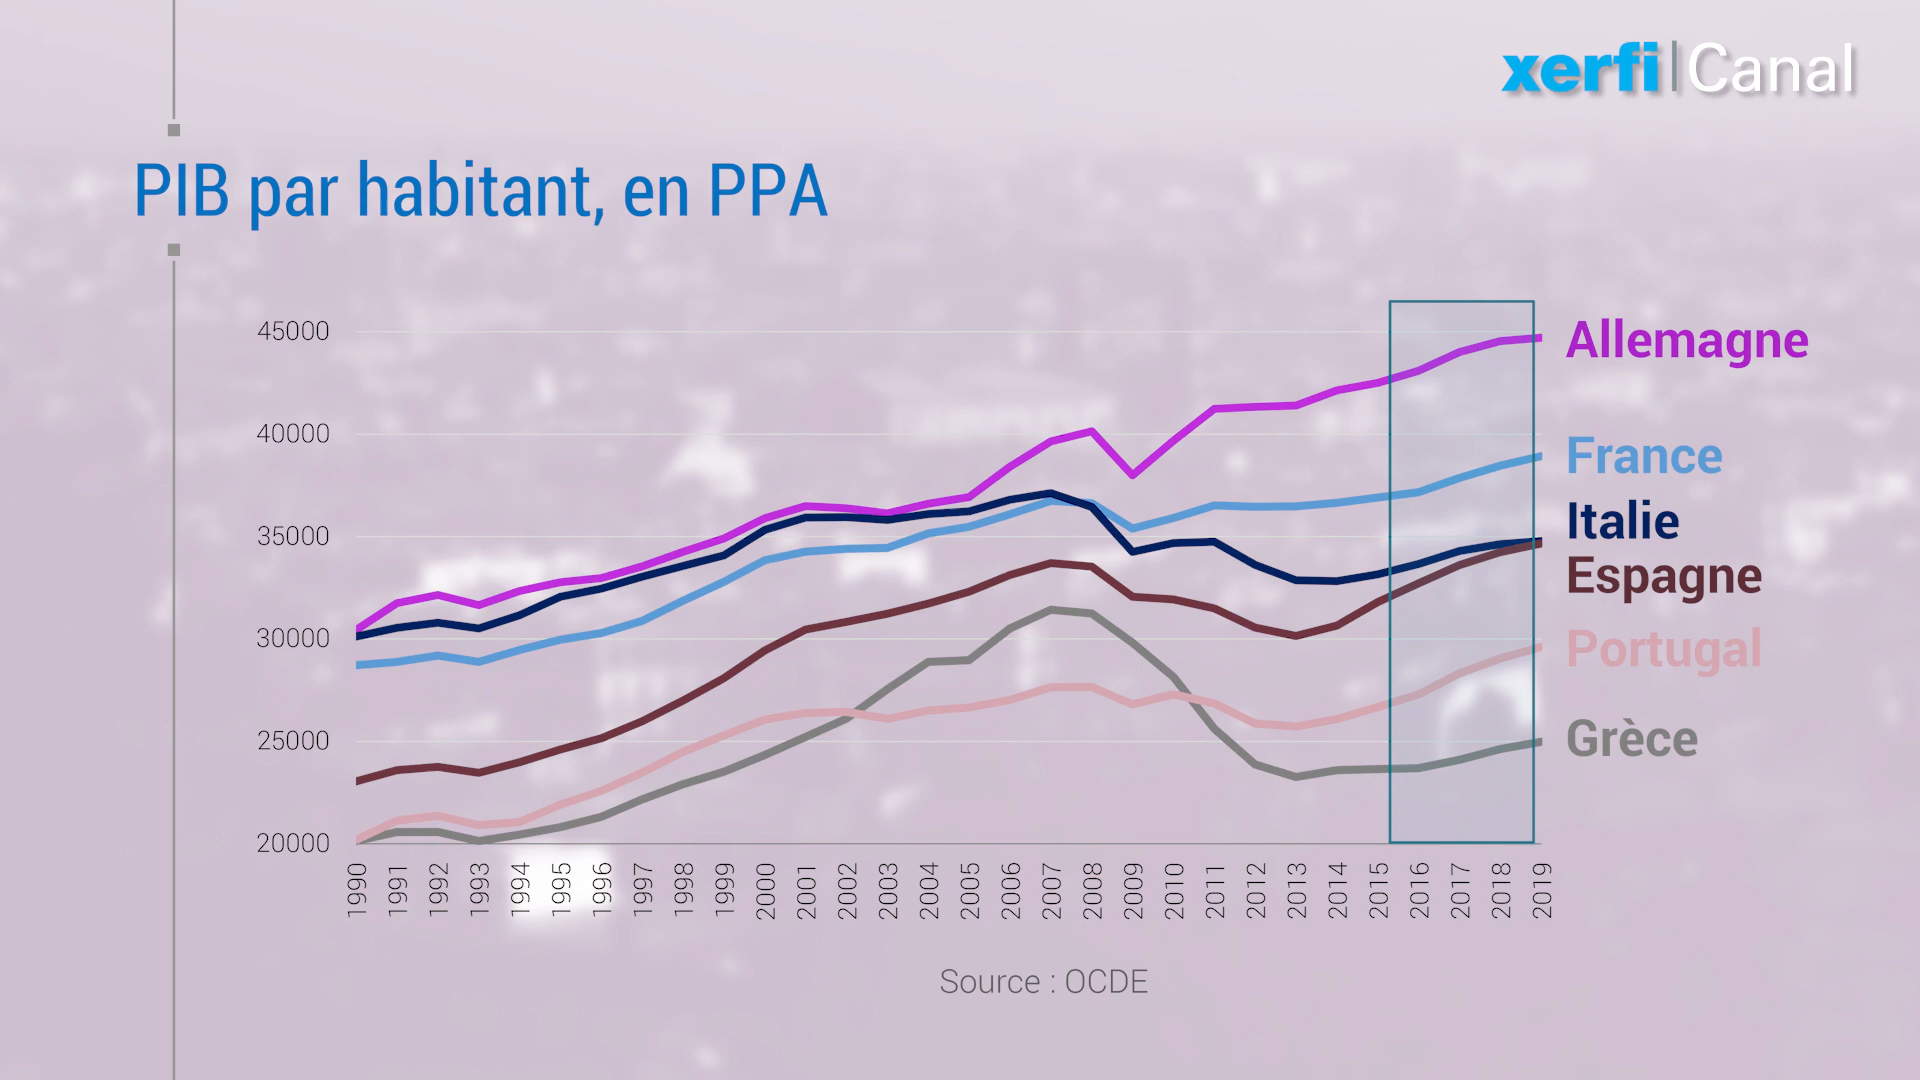 xerfi Canal
PIB par habitant, en PPA
45000
40000
35000
30000
25000
20000
Allemagne
France
Italie
Espagne
Portugal
Grèce
1990 1991 1992 1993 1994 1995 1996 1997 1998 1999 2000 2001 2002 2003 2004 2005 2006 2007 2008 2009 2010 2011 2012 2013 2014 2015 2016 2017 2018 2019
Source : OCDE